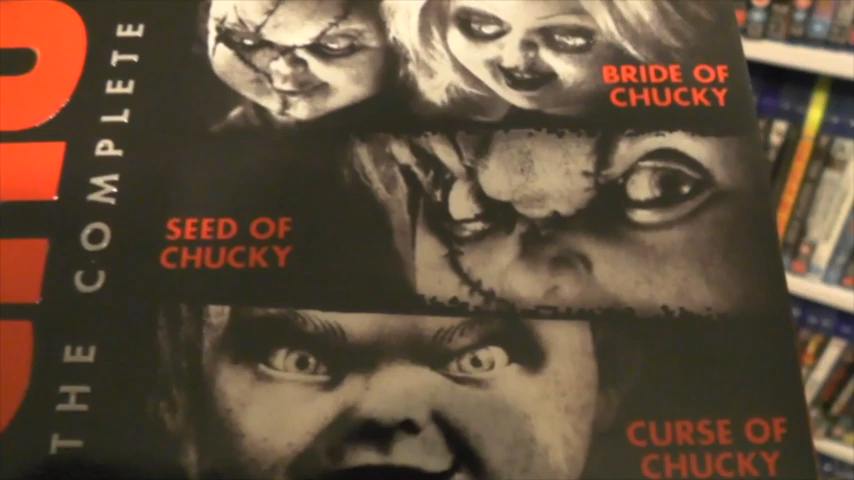 THE COMPLETE
BRIDE OF
CHUCKY
SEED OF
CHUCKY
CURSE OF
CHUCKY